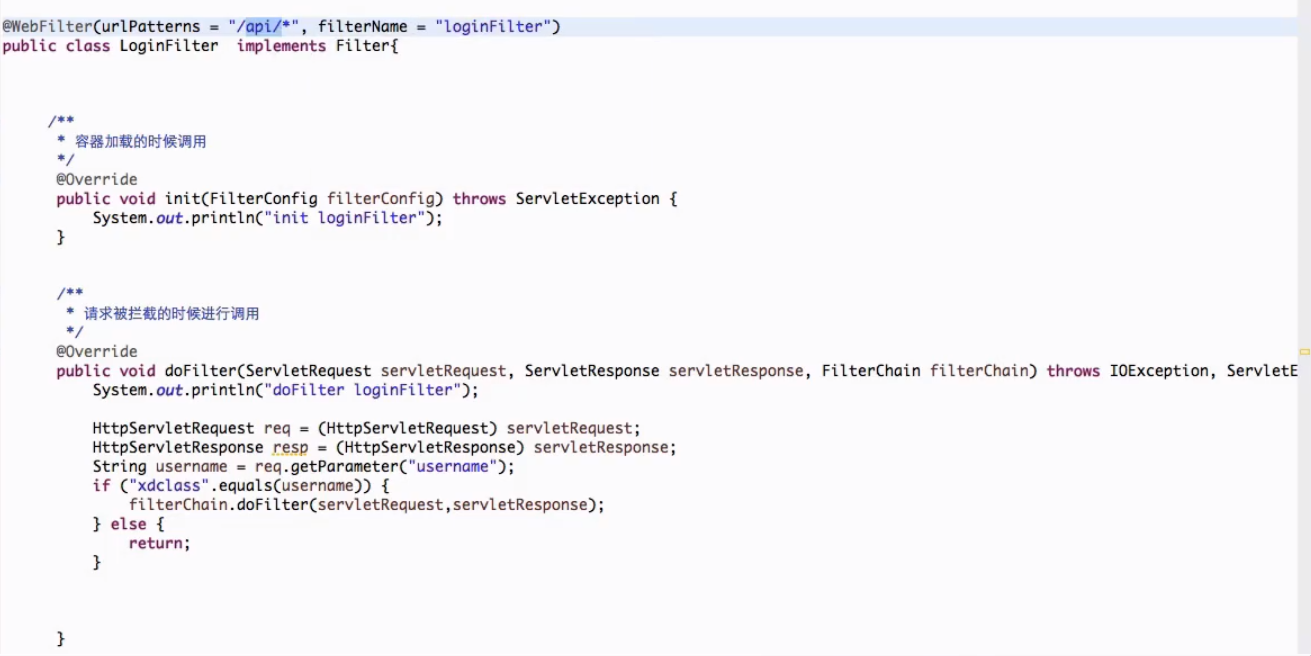 @WebFilter(urlPatterns = "/api/*", filterName = "loginFilter")
public class LoginFilter  implements Filter{
/**
 * 容器加载的时候调用
 */
@Override
public void init(FilterConfig filterConfig) throws ServletException {
    System.out.println("init loginFilter");
}
/**
 * 请求被拦截的时候进行调用
 */
@Override
public void doFilter(ServletRequest servletRequest, ServletResponse servletResponse, FilterChain filterChain) throws IOException, ServletE
    System.out.println("doFilter loginFilter");
    HttpServletRequest req = (HttpServletRequest) servletRequest;
    HttpServletResponse resp = (HttpServletResponse) servletResponse;
    String username = req.getParameter("username");
    if ("xdclass".equals(username)) {
        filterChain.doFilter(servletRequest,servletResponse);
    } else {
        return;
    }
}